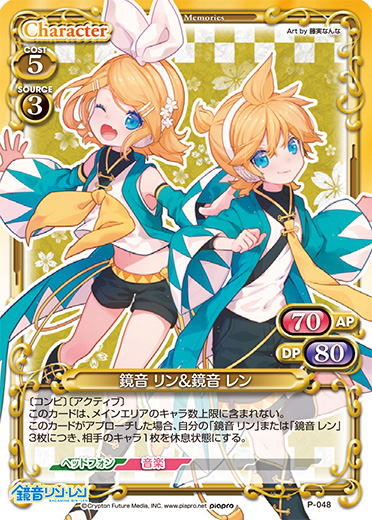 Memories
Character
Art by 藤実なんな
COST
5
SOURCE
3
70 AP
DP 80
鏡音 リン&鏡音 レン
〔コンビ〕〔アクティブ〕
このカードは、メインエリアのキャラ数上限に含まれない。
このカードがアプローチした場合、自分の「鏡音 リン」または「鏡音 レン」
3枚につき、相手のキャラ1枚を休息状態にする。
ヘッドフォン 音楽
鏡音リン・レン
KAGAMINE RIN・LEN
©Crypton Future Media, INC. www.piapro.net piapro
P-048